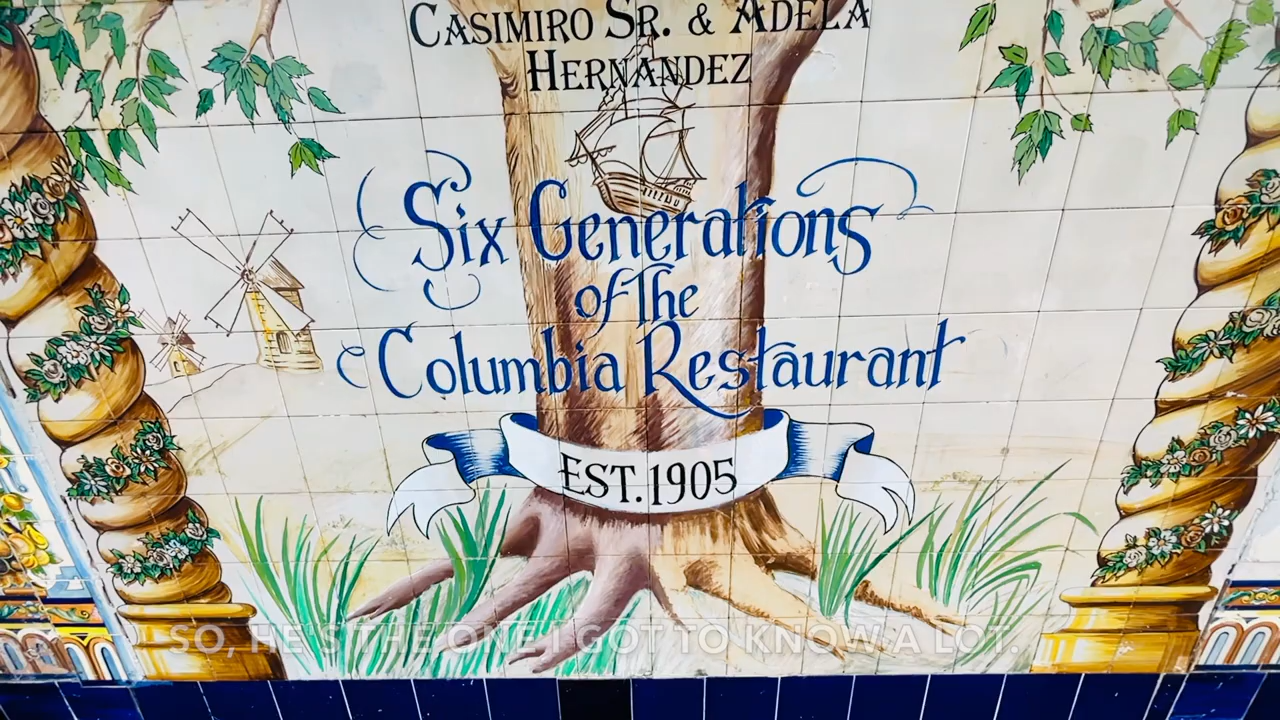 CASIMIRO SR. & ADELA
HERNANDEZ
Six Generations
of The
Columbia Restaurant
EST. 1905
SO, HE'S THE ONE I GOT TO KNOW A LOT.